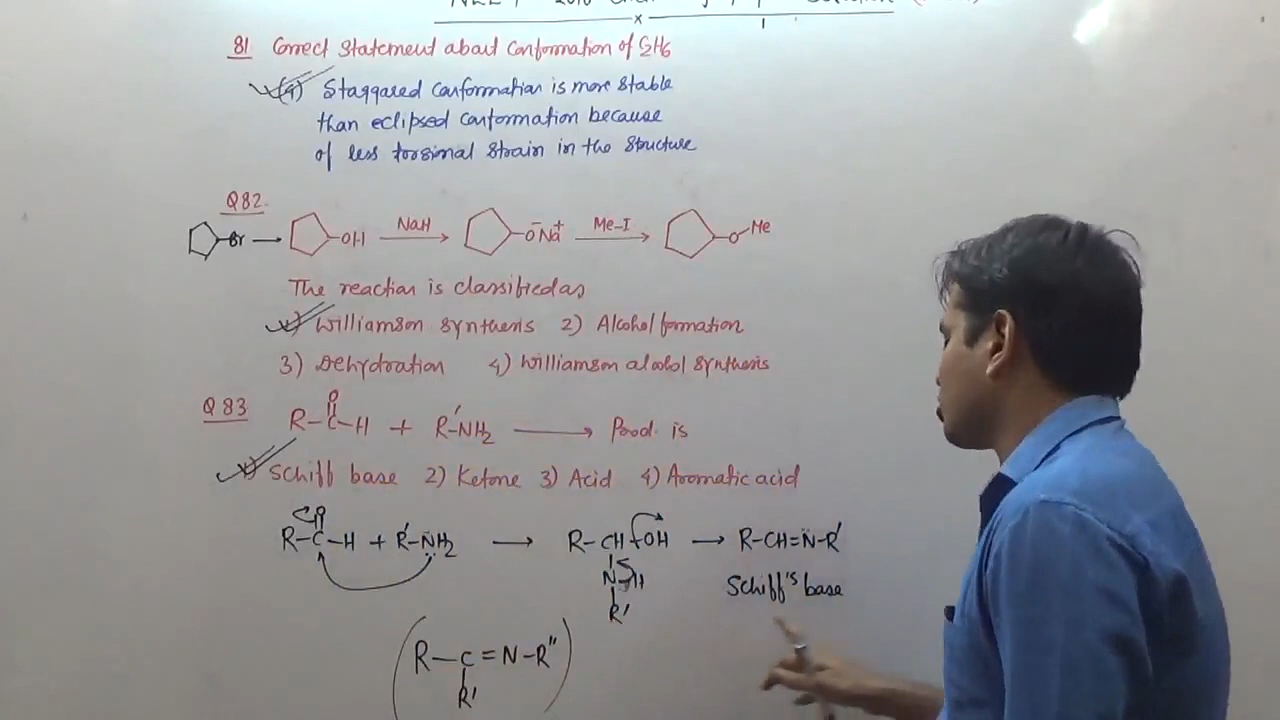 81 Correct Statement about Conformation of C2H6
(4) Staggared conformation is more stable
than eclipsed conformation because
of less torsional strain in the structure
Q82.
Br → OH NaH → O⁻Na⁺ Me-I → O Me
The reaction is classified as
1) Williamson synthesis 2) Alcohol formation
3) Dehydration 4) Williamson alcohol synthesis
Q 83
R-C-H + R'NH2 → Prod. is
O
1) Schiff base 2) Ketone 3) Acid 4) Aromatic acid
O
R-C-H + R'-NH2 → R-CH-OH → R-CH=N-R'
N-H
R'
Schiff's base
(R-C=N-R'')
R'